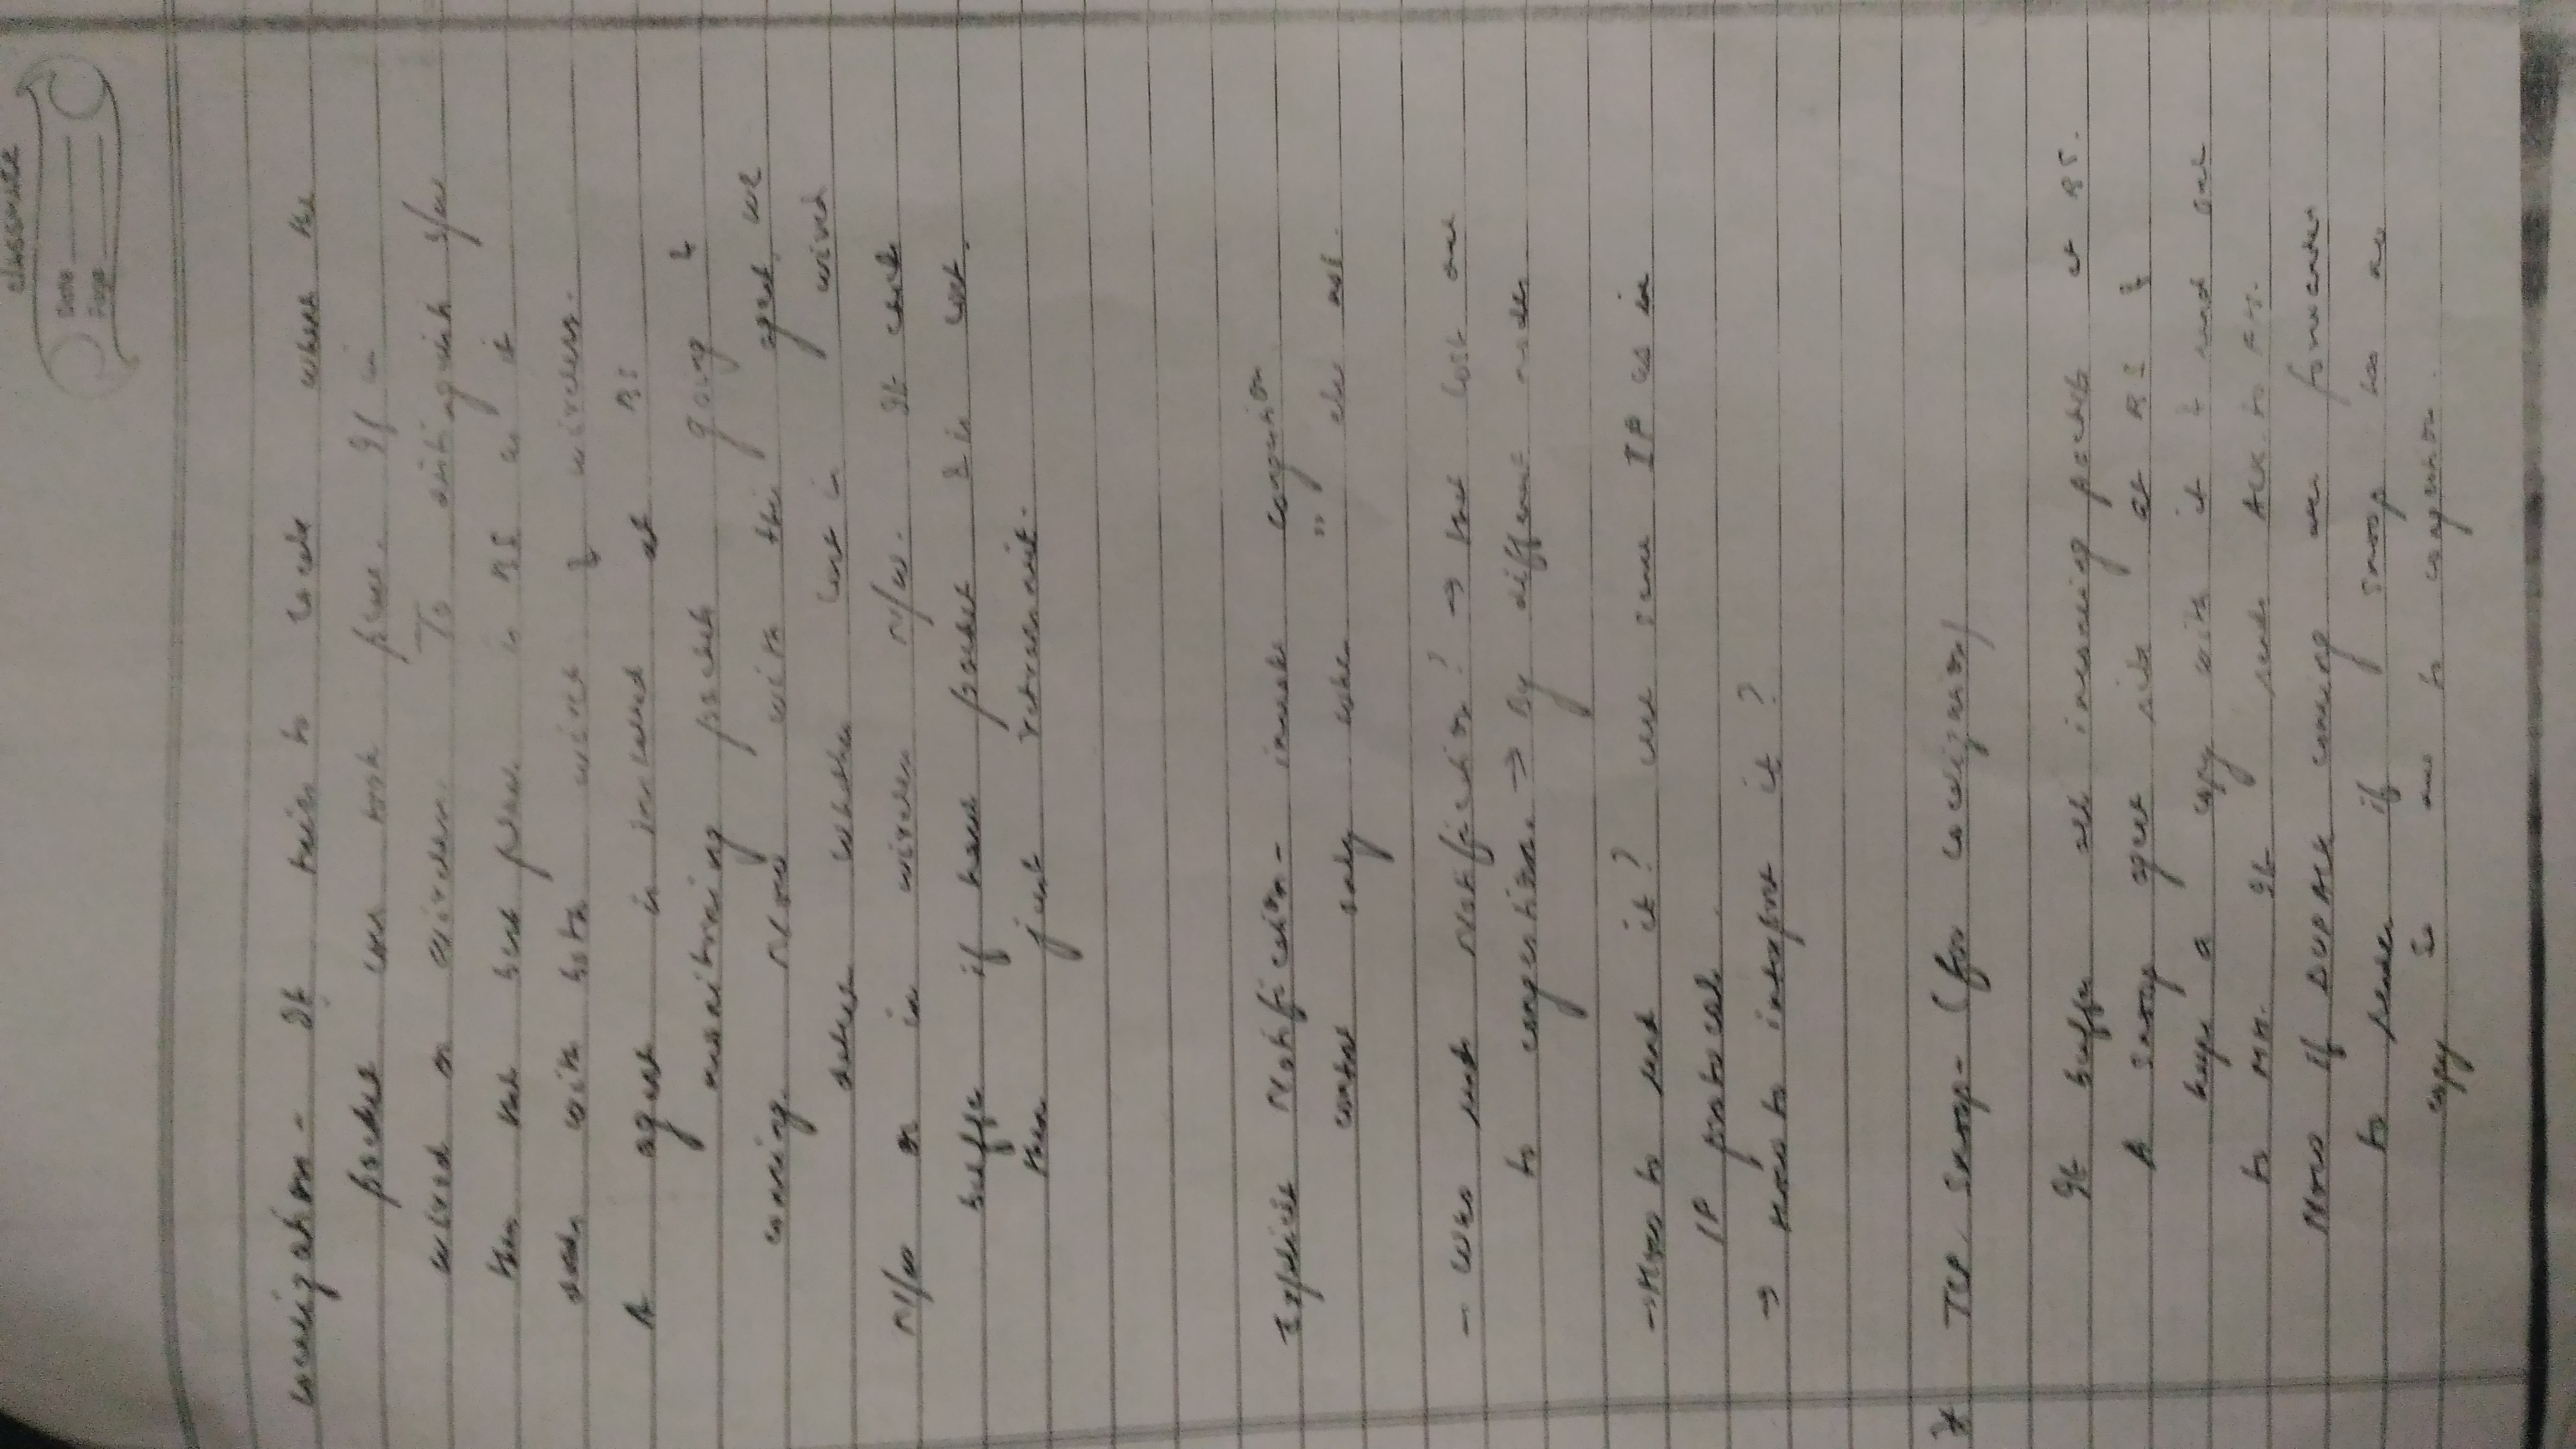 classmate
Date
Page
Localization - It tries to locate where the
packet loss took place. If in
wired or wireless. To distinguish b/w
then the best place is BS as it
deals with both wired & wireless.
A agent is installed at BS
monitoring packets going &
coming. Now with this agent, we
detect whether lost in wired
N/w or in wireless N/w. It can
buffer if have packet & is lost,
then just retransmit.
Explicit Notification - invoke congestion
control only when " else not.
- Who send Notification? → that lost due
to congestion. → By different nodes
→ How to send it? use same IP as in
IP protocol.
→ How to interpret it?
* TCP Snoop - (for Localization)
It buffer all incoming packets at BS.
A snoop agent sits at BS &
keeps a copy with it & send one
to MH. It sends ACK to FH.
Now if DUPACK coming are forwarded
to sender if snoop has no
copy So due to congestion.